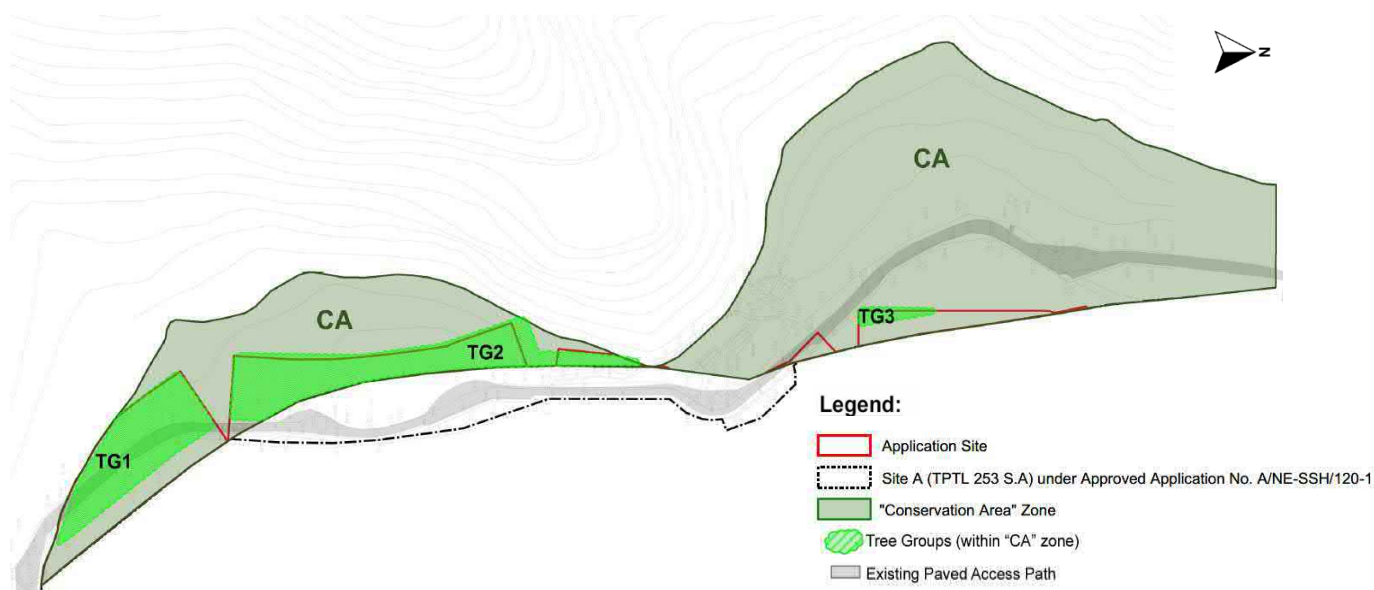 N
CA
CA
TG3
TG2
TG1
Legend:
Application Site
Site A (TPTL 253 S.A) under Approved Application No. A/NE-SSH/120-1
"Conservation Area" Zone
Tree Groups (within "CA" zone)
Existing Paved Access Path